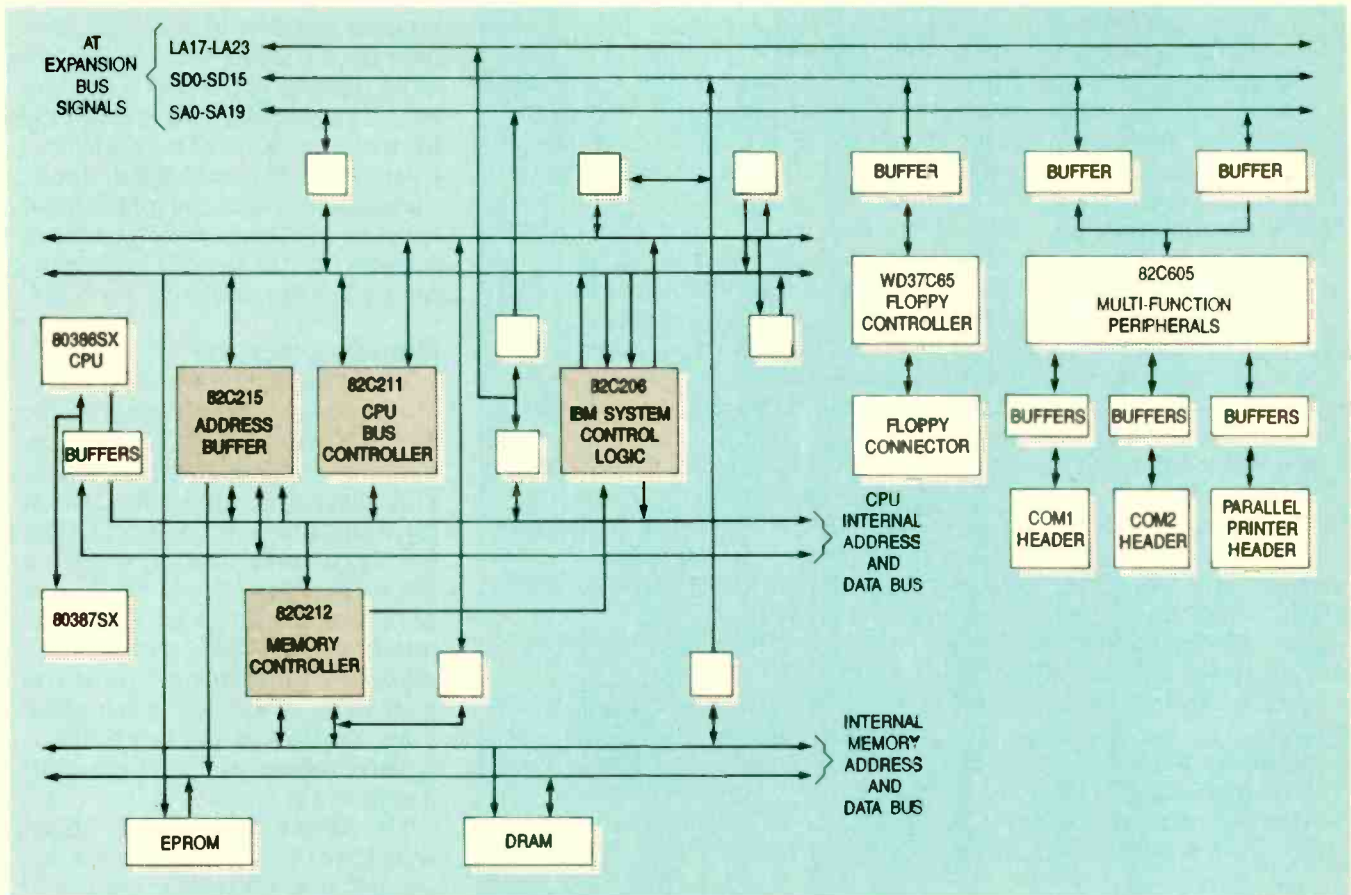 AT
EXPANSION
BUS
SIGNALS
LA17-LA23
SD0-SD15
SA0-SA19
BUFFER
BUFFER
BUFFER
80386SX
CPU
BUFFERS
80387SX
82C215
ADDRESS
BUFFER
82C211
CPU
BUS
CONTROLLER
82C206
IBM SYSTEM
CONTROL
LOGIC
WD37C65
FLOPPY
CONTROLLER
FLOPPY
CONNECTOR
82C605
MULTI-FUNCTION
PERIPHERALS
BUFFERS
BUFFERS
BUFFERS
COM1
HEADER
COM2
HEADER
PARALLEL
PRINTER
HEADER
CPU
INTERNAL
ADDRESS
AND
DATA BUS
82C212
MEMORY
CONTROLLER
INTERNAL
MEMORY
ADDRESS
AND
DATA BUS
EPROM
DRAM